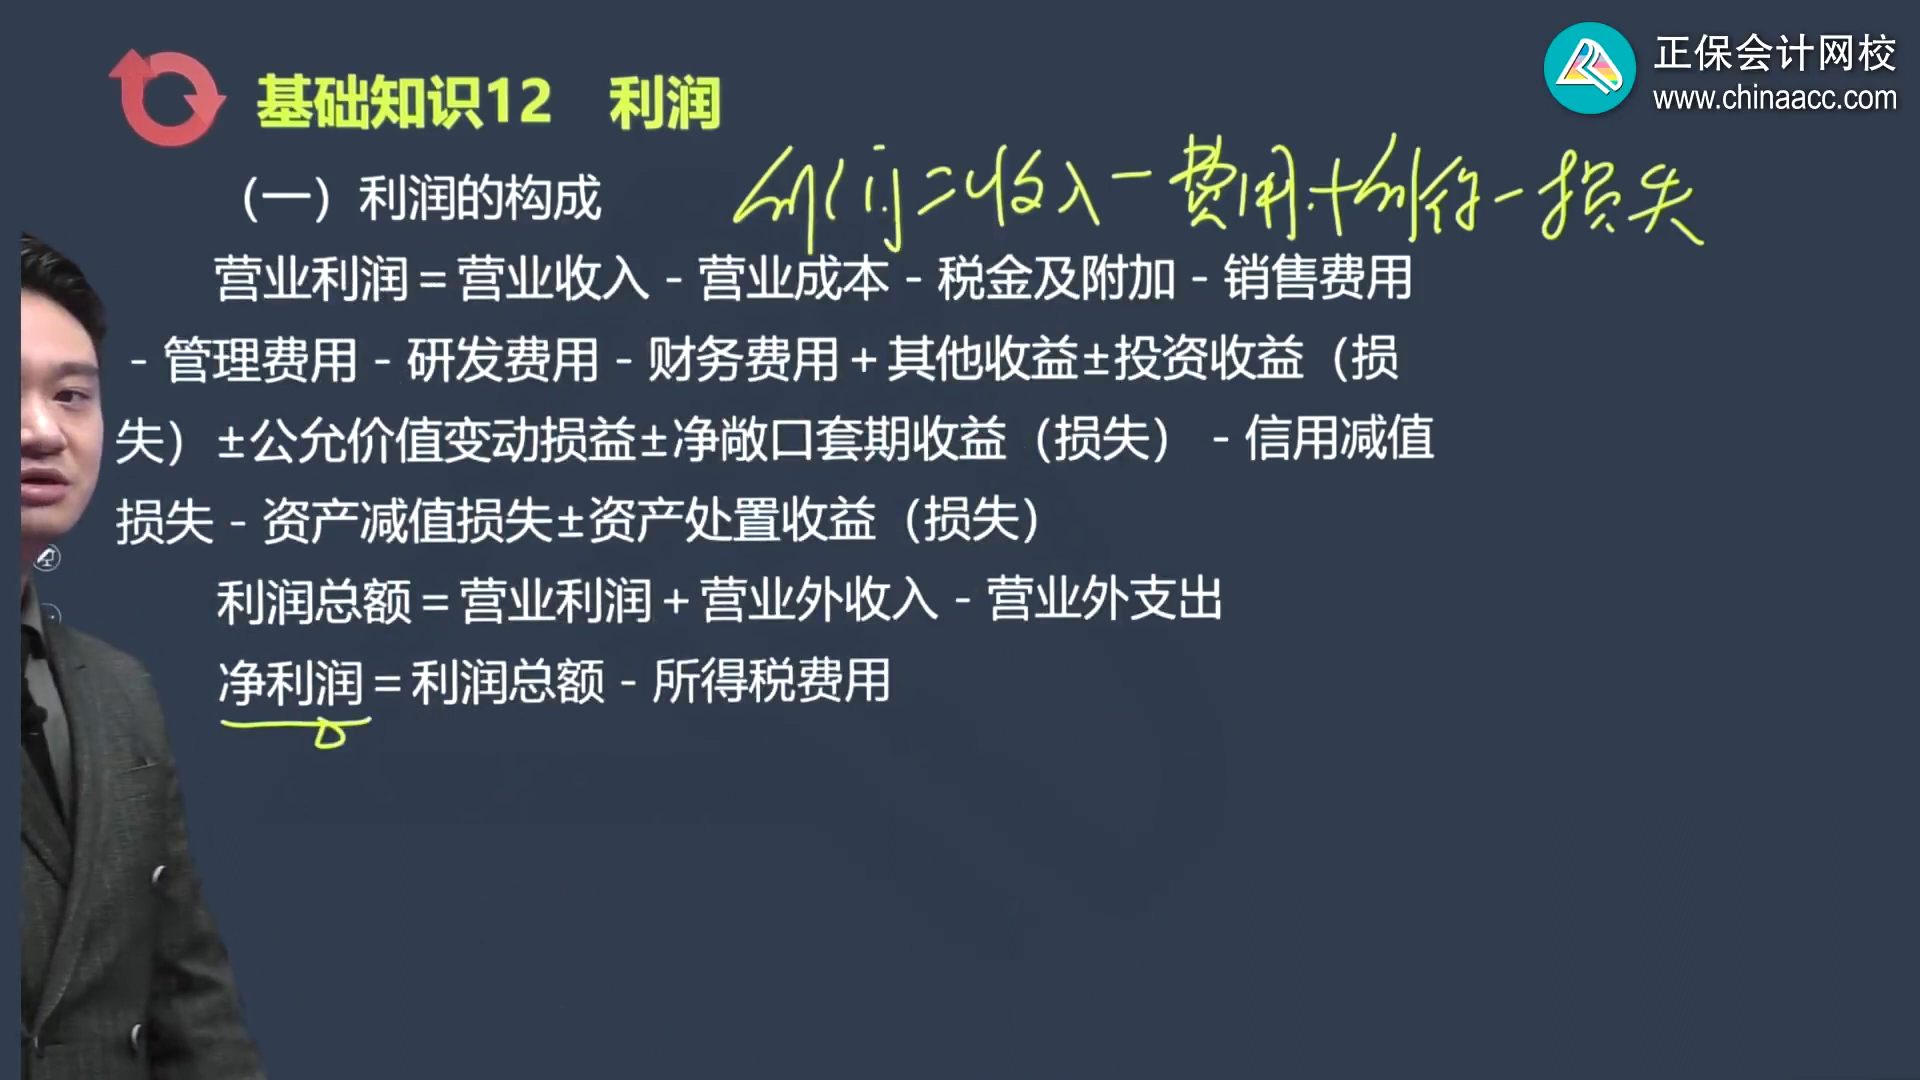 正保会计网校
www.chinaacc.com
基础知识12 利润
（一）利润的构成
利润=收入-费用+利得-损失
营业利润＝营业收入－营业成本－税金及附加－销售费用
－管理费用－研发费用－财务费用＋其他收益±投资收益（损
失）±公允价值变动损益±净敞口套期收益（损失）－信用减值
损失－资产减值损失±资产处置收益（损失）
利润总额＝营业利润＋营业外收入－营业外支出
净利润＝利润总额－所得税费用